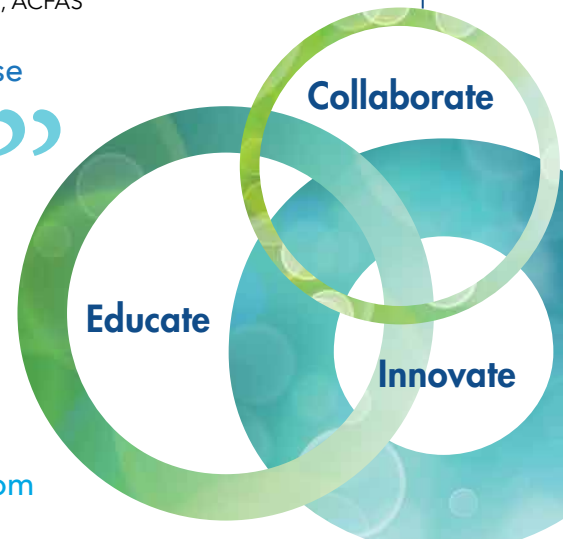 , ACFAS
se
”
Collaborate
Educate
Innovate
om